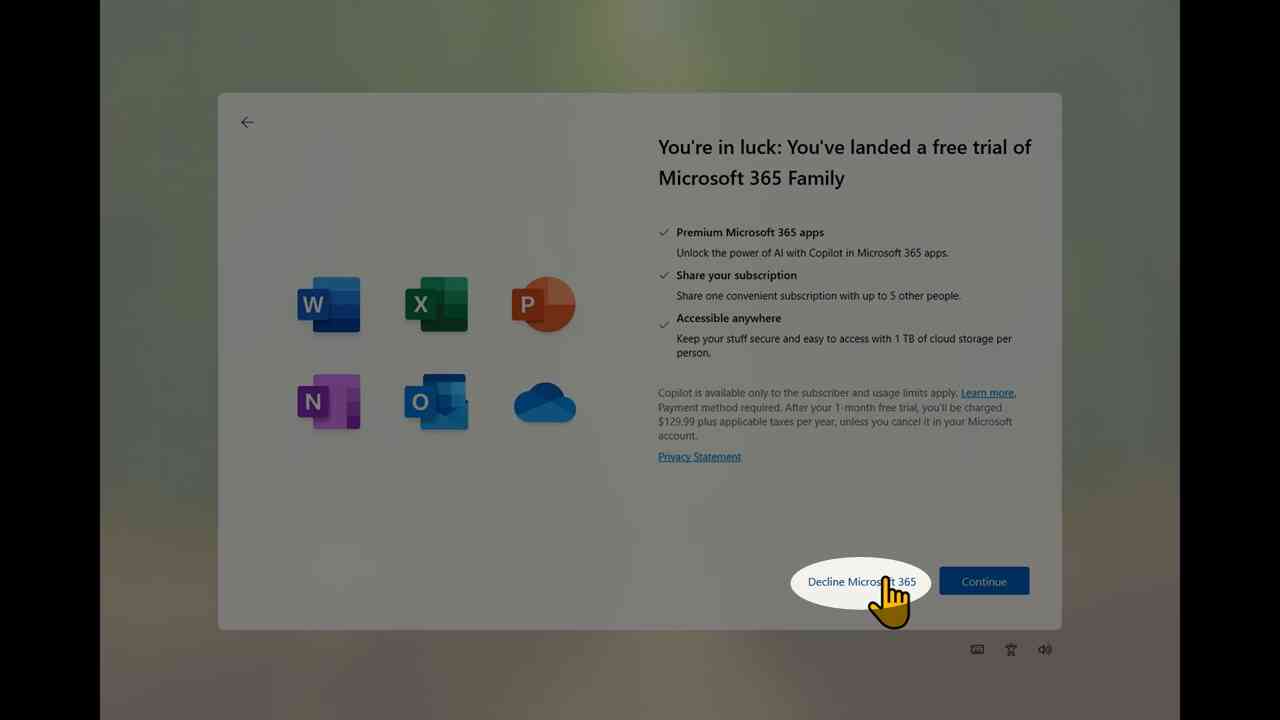 You're in luck: You've landed a free trial of
Microsoft 365 Family
Premium Microsoft 365 apps
Unlock the power of AI with Copilot in Microsoft 365 apps.
Share your subscription
Share one convenient subscription with up to 5 other people.
Accessible anywhere
Keep your stuff secure and easy to access with 1 TB of cloud storage per
person.
W X P
N O
Copilot is available only to the subscriber and usage limits apply. Learn more.
Payment method required. After your 1-month free trial, you'll be charged
$129.99 plus applicable taxes per year, unless you cancel it in your Microsoft
account.
Privacy Statement
Decline Microsoft 365
Continue